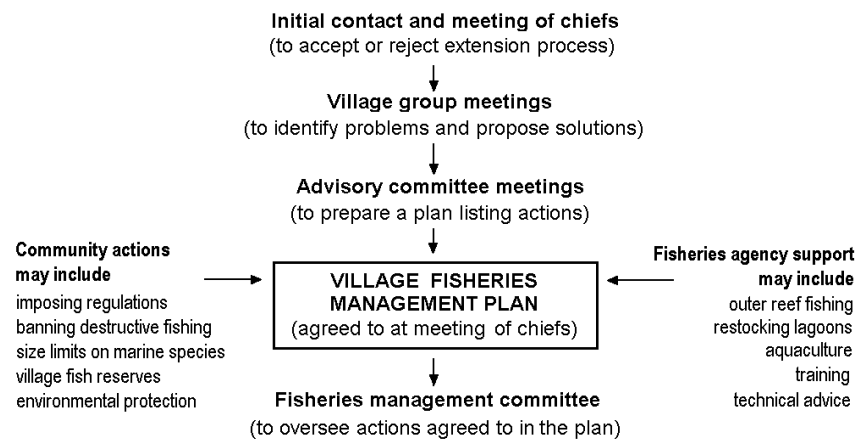 Initial contact and meeting of chiefs
(to accept or reject extension process)
Village group meetings
(to identify problems and propose solutions)
Advisory committee meetings
(to prepare a plan listing actions)
Community actions
may include
imposing regulations
banning destructive fishing
size limits on marine species
village fish reserves
environmental protection
VILLAGE FISHERIES
MANAGEMENT PLAN
(agreed to at meeting of chiefs)
Fisheries agency support
may include
outer reef fishing
restocking lagoons
aquaculture
training
technical advice
Fisheries management committee
(to oversee actions agreed to in the plan)